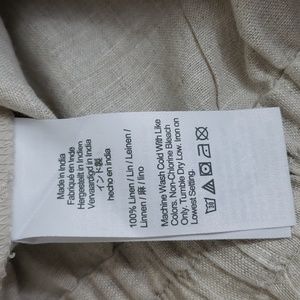 Made in India
Fabriqué en Inde
Hergestellt in Indien
Vervaardigd in India
インド製
hecho en india
100% Linen / Lin / Leinen /
Linnen / 麻 / lino
Machine Wash Cold With Like
Colors. Non-Chlorine Bleach
Only. Tumble Dry Low. Iron on
Lowest Setting.